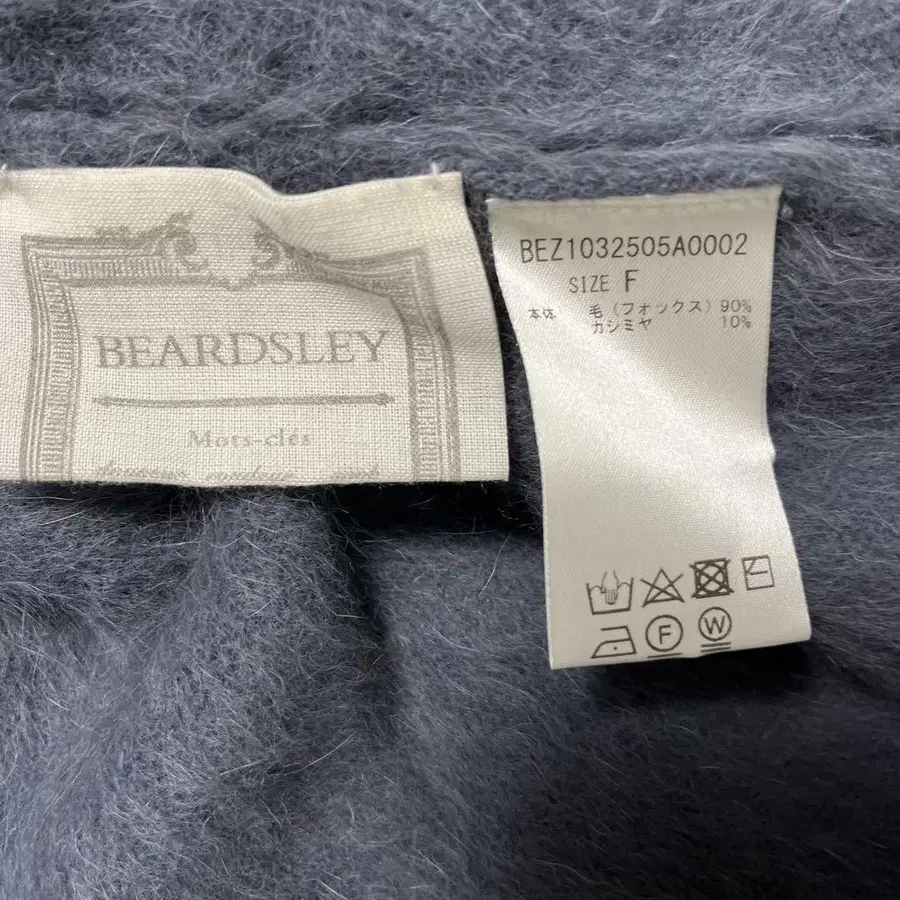 BEARDSLEY
Mots-clés
BEZ1032505A0002
SIZE F
本体 毛 (フォックス) 90%
カシミヤ 10%
F
W